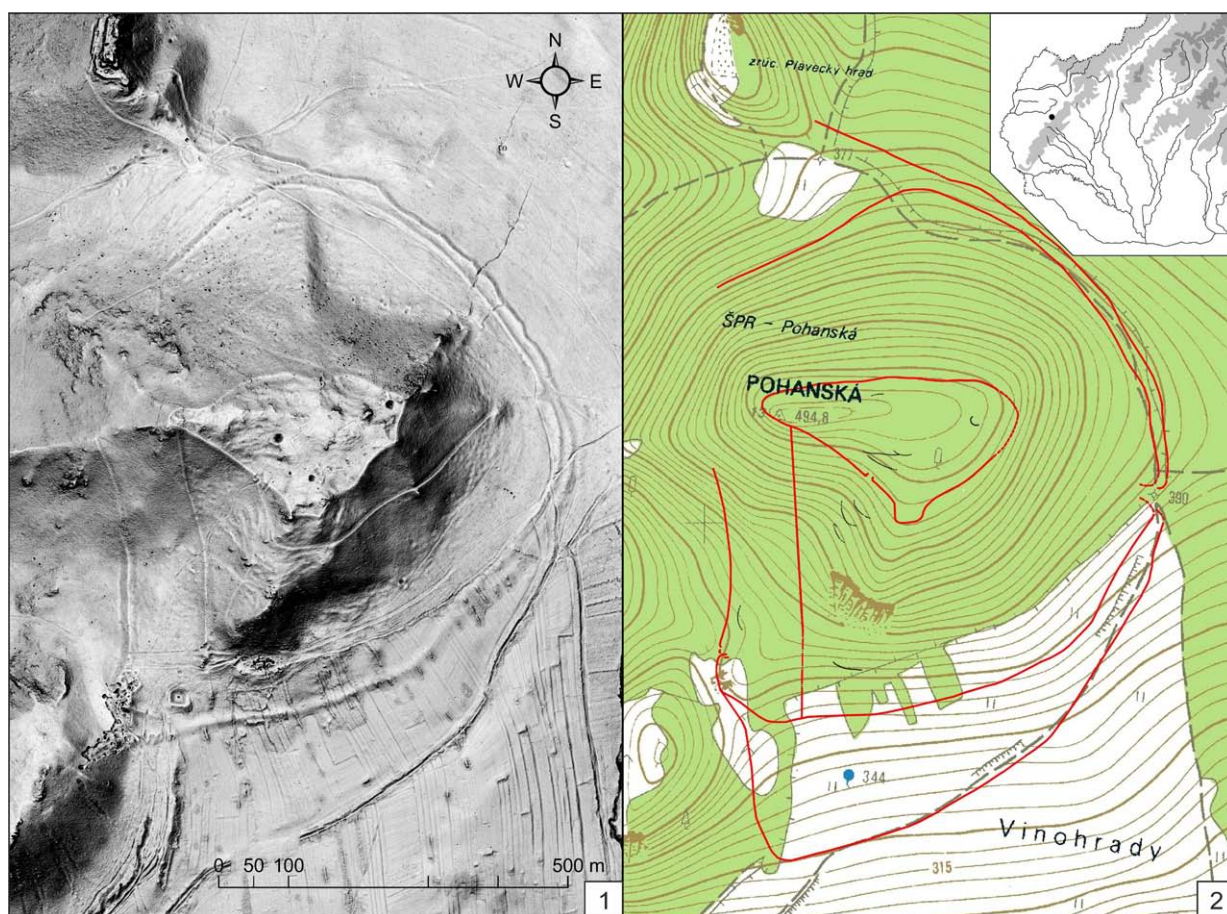 N
W E
S
0 50 100 500 m
1
zrúc. Plavecký hrad
377
ŠPR – Pohanská
POHANSKÁ
494,8
390
344
Vinohrady
315
2